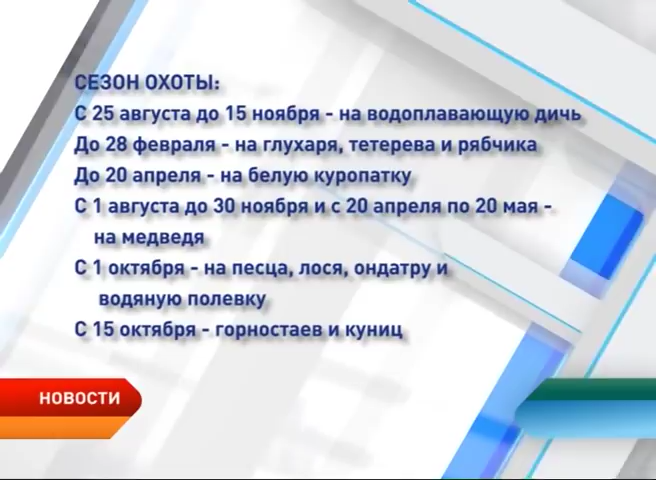 СЕЗОН ОХОТЫ:
С 25 августа до 15 ноября - на водоплавающую дичь
До 28 февраля - на глухаря, тетерева и рябчика
До 20 апреля - на белую куропатку
С 1 августа до 30 ноября и с 20 апреля по 20 мая -
на медведя
С 1 октября - на песца, лося, ондатру и
водяную полевку
С 15 октября - горностаев и куниц
НОВОСТИ